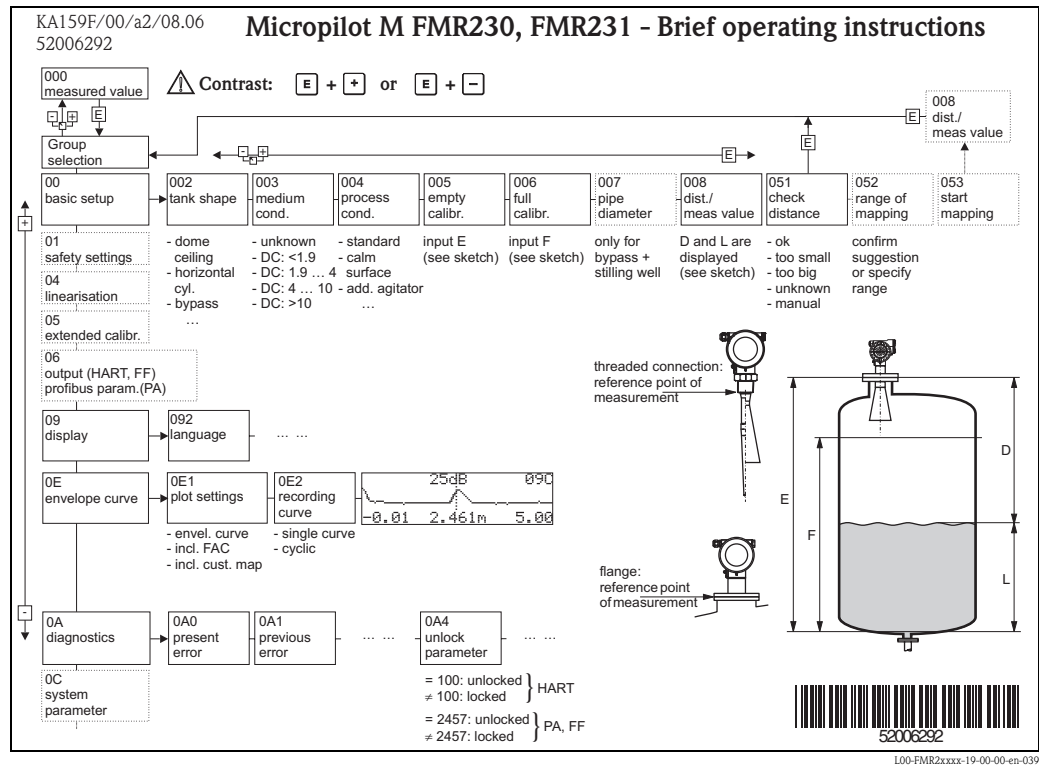 KA159F/00/a2/08.06
52006292
Micropilot M FMR230, FMR231 - Brief operating instructions
000
measured value
Contrast: E + + or E + −
- +
E
Group
selection
- +
E
E
E
008
dist./
meas value
00
basic setup
002
tank shape
003
medium
cond.
004
process
cond.
005
empty
calibr.
006
full
calibr.
007
pipe
diameter
008
dist./
meas value
051
check
distance
052
range of
mapping
053
start
mapping
+
- dome
ceiling
- horizontal
cyl.
- bypass
…
- unknown
- DC: <1.9
- DC: 1.9 … 4
- DC: 4 … 10
- DC: >10
- standard
- calm
surface
- add. agitator
…
input E
(see sketch)
input F
(see sketch)
only for
bypass +
stilling well
D and L are
displayed
(see sketch)
- ok
- too small
- too big
- unknown
- manual
confirm
suggestion
or specify
range
01
safety settings
04
linearisation
05
extended calibr.
06
output (HART, FF)
profibus param.(PA)
09
display
092
language
… …
0E
envelope curve
0E1
plot settings
0E2
recording
curve
25dB 09C
-0.01 2.461m 5.00
- envel. curve
- incl. FAC
- incl. cust. map
- single curve
- cyclic
-
0A
diagnostics
0A0
present
error
0A1
previous
error
… …
0A4
unlock
parameter
… …
0C
system
parameter
= 100: unlocked
≠ 100: locked
} HART
= 2457: unlocked
≠ 2457: locked
} PA, FF
threaded connection:
reference point of
measurement
flange:
reference point
of measurement
E
F
D
L
52006292
L00-FMR2xxxx-19-00-00-en-039